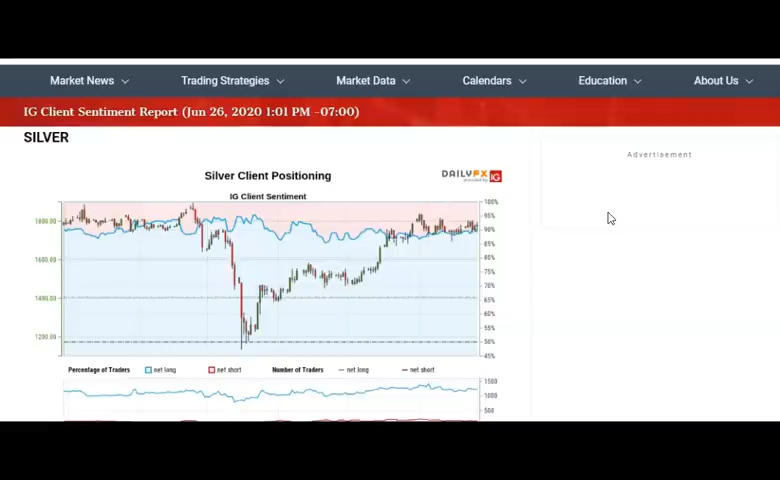 Market News
Trading Strategies
Market Data
Calendars
Education
About Us
IG Client Sentiment Report (Jun 26, 2020 1:01 PM -07:00)
SILVER
Advertisement
Silver Client Positioning
DAILYFX
provided by IG
IG Client Sentiment
1800.00
1600.00
1400.00
1200.00
100%
95%
90%
85%
80%
75%
70%
65%
60%
55%
50%
45%
Percentage of Traders net long net short Number of Traders net long net short
1500
1000
500